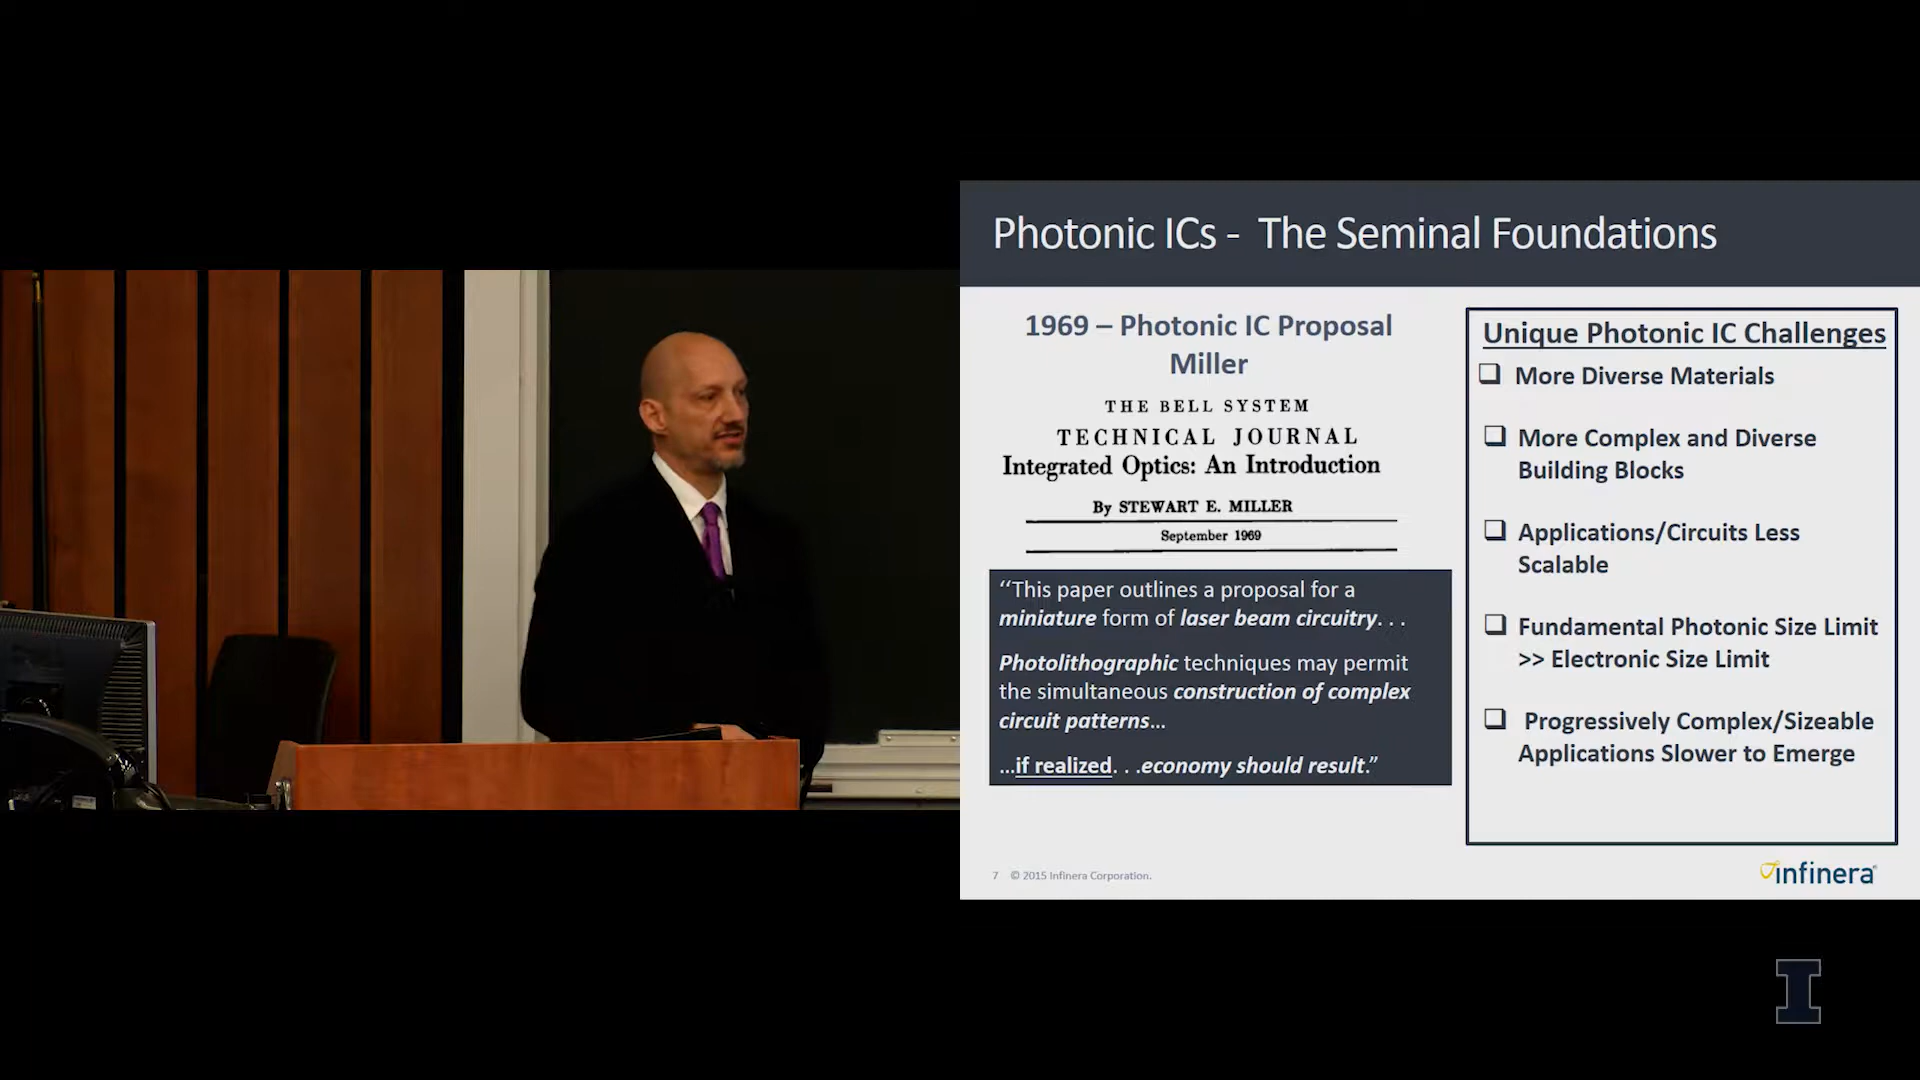 Photonic ICs - The Seminal Foundations
1969 – Photonic IC Proposal
Miller
THE BELL SYSTEM
TECHNICAL JOURNAL
Integrated Optics: An Introduction
By STEWART E. MILLER
September 1969
“This paper outlines a proposal for a
miniature form of laser beam circuitry. . .
Photolithographic techniques may permit
the simultaneous construction of complex
circuit patterns…
…if realized. . .economy should result.”
Unique Photonic IC Challenges
❑ More Diverse Materials
❑ More Complex and Diverse
Building Blocks
❑ Applications/Circuits Less
Scalable
❑ Fundamental Photonic Size Limit
>> Electronic Size Limit
❑ Progressively Complex/Sizeable
Applications Slower to Emerge
7 © 2015 Infinera Corporation.
infinera
I